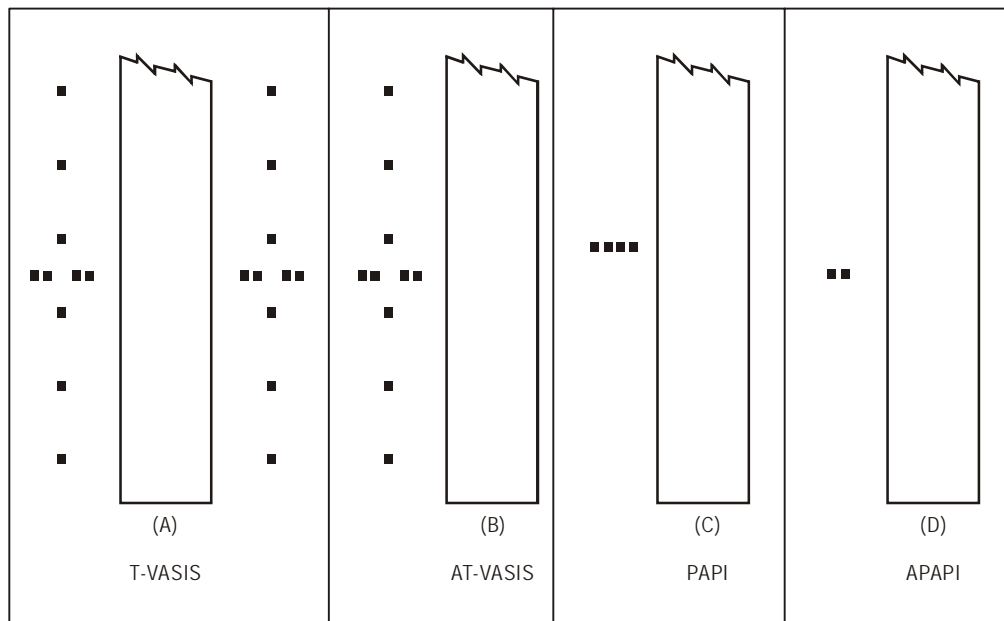 (A)
(B)
(C)
(D)
T-VASIS
AT-VASIS
PAPI
APAPI